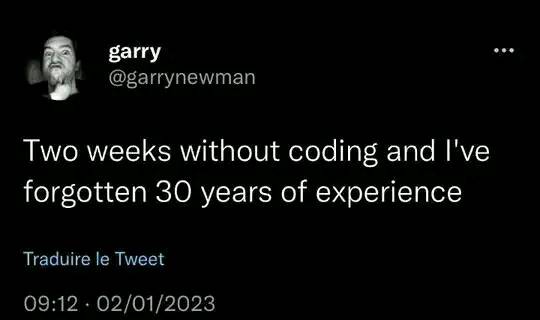 garry
@garrynewman
Two weeks without coding and I've
forgotten 30 years of experience
Traduire le Tweet
09:12 · 02/01/2023